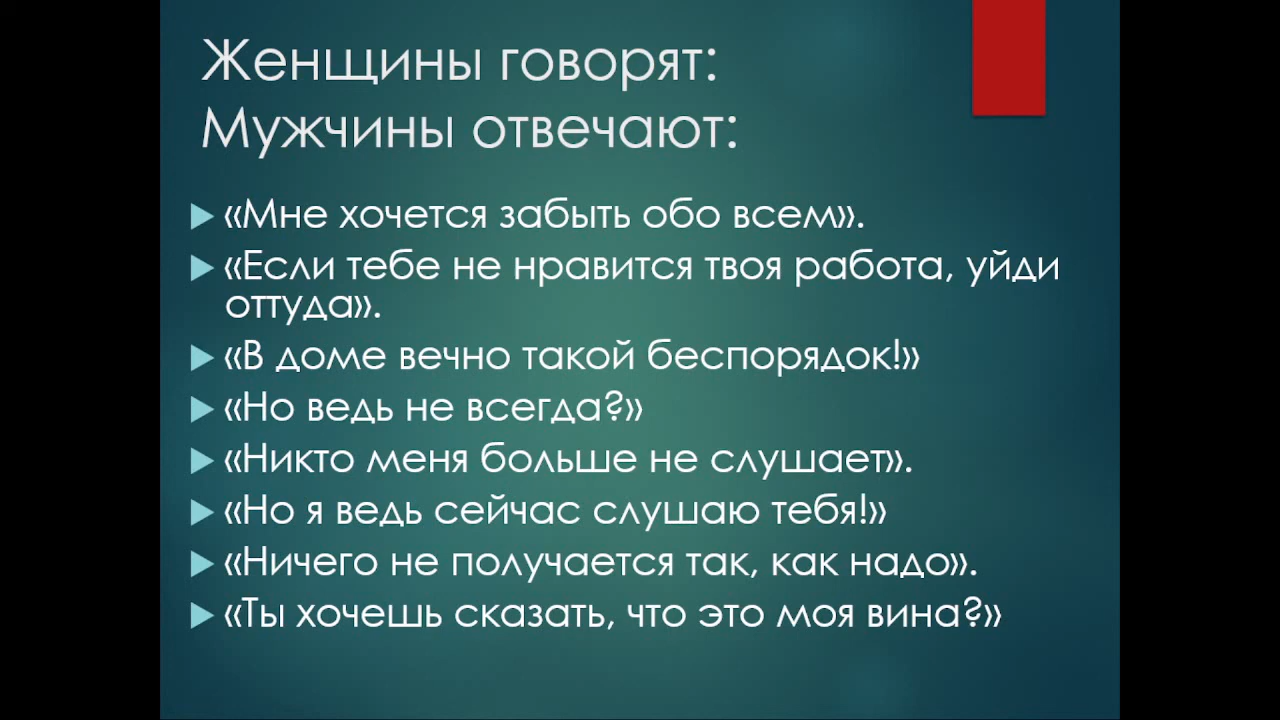 Женщины говорят:
Мужчины отвечают:
«Мне хочется забыть обо всем».
«Если тебе не нравится твоя работа, уйди
оттуда».
«В доме вечно такой беспорядок!»
«Но ведь не всегда?»
«Никто меня больше не слушает».
«Но я ведь сейчас слушаю тебя!»
«Ничего не получается так, как надо».
«Ты хочешь сказать, что это моя вина?»